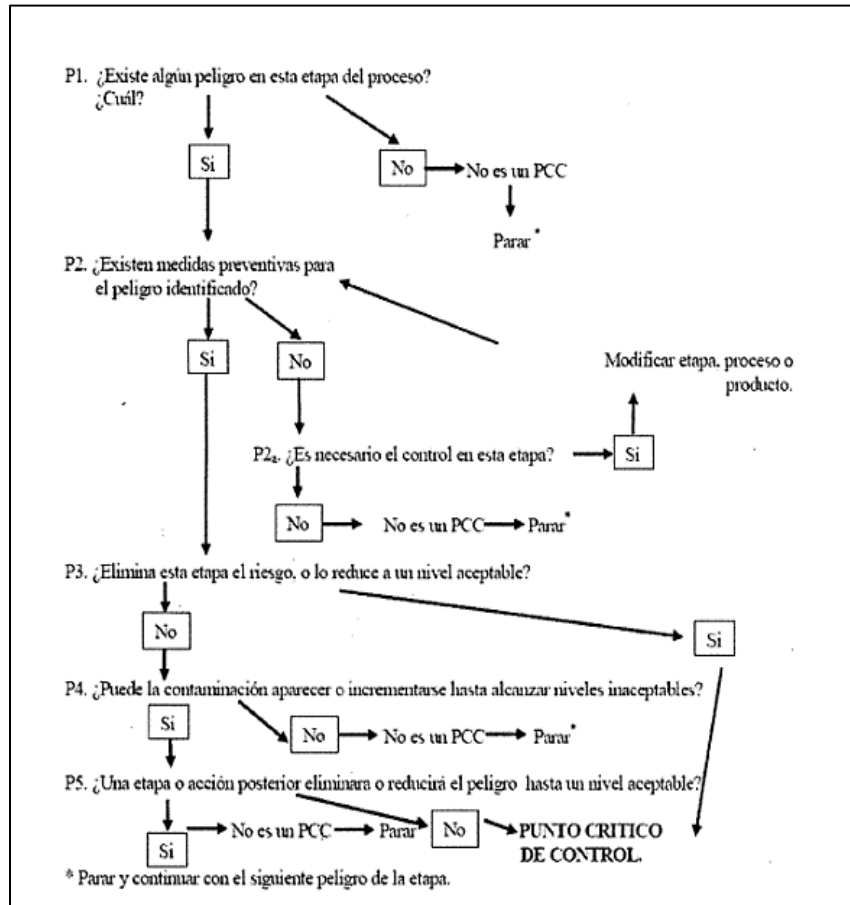 P1. ¿Existe algún peligro en esta etapa del proceso?
¿Cuál?
Si
No
No es un PCC
Parar *
P2. ¿Existen medidas preventivas para
el peligro identificado?
Si
No
Modificar etapa, proceso o
producto.
P2a. ¿Es necesario el control en esta etapa?
Si
No
No es un PCC
Parar*
P3. ¿Elimina esta etapa el riesgo, o lo reduce a un nivel aceptable?
No
Si
P4. ¿Puede la contaminación aparecer o incrementarse hasta alcanzar niveles inaceptables?
Si
No
No es un PCC
Parar*
P5. ¿Una etapa o acción posterior eliminara o reducirá el peligro hasta un nivel aceptable?
Si
No es un PCC
Parar
No
PUNTO CRITICO
DE CONTROL.
* Parar y continuar con el siguiente peligro de la etapa.